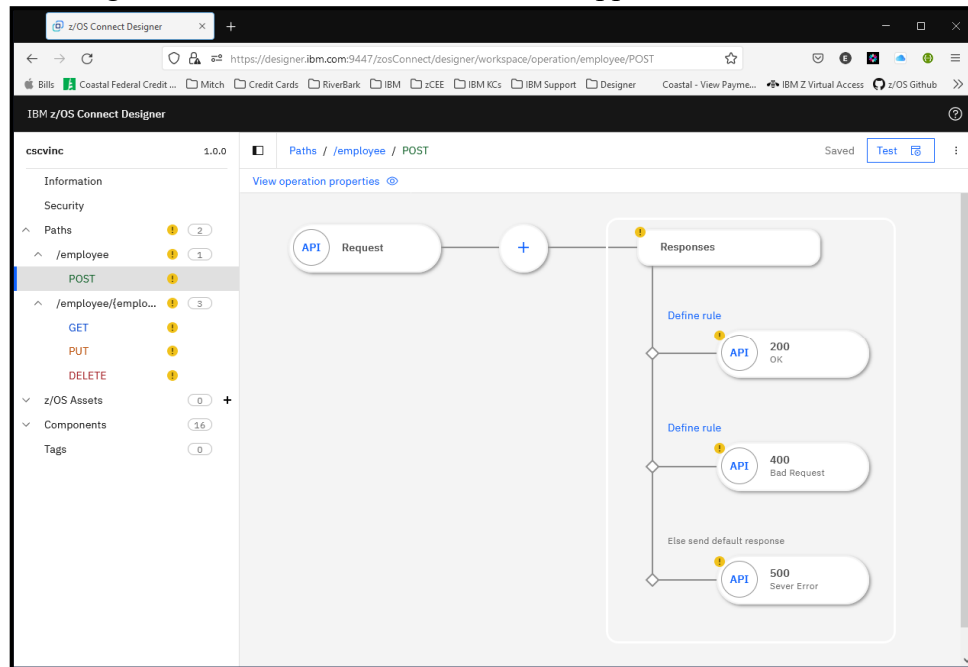 z/OS Connect Designer
https://designer.ibm.com:9447/zosConnect/designer/workspace/operation/employee/POST
Bills Coastal Federal Credit ... Mitch Credit Cards RiverBark IBM zCEE IBM KCs IBM Support Designer Coastal - View Payme... IBM Z Virtual Access z/OS Github
IBM z/OS Connect Designer
cscvinc 1.0.0 Paths / /employee / POST Saved Test
Information View operation properties
Security
Paths 2
API Request + Responses
/employee 1
POST
/employee/{emplo... 3
GET Define rule
PUT API 200
OK
DELETE
z/OS Assets 0 +
Components 16 Define rule
Tags 0
API 400
Bad Request
Else send default response
API 500
Sever Error